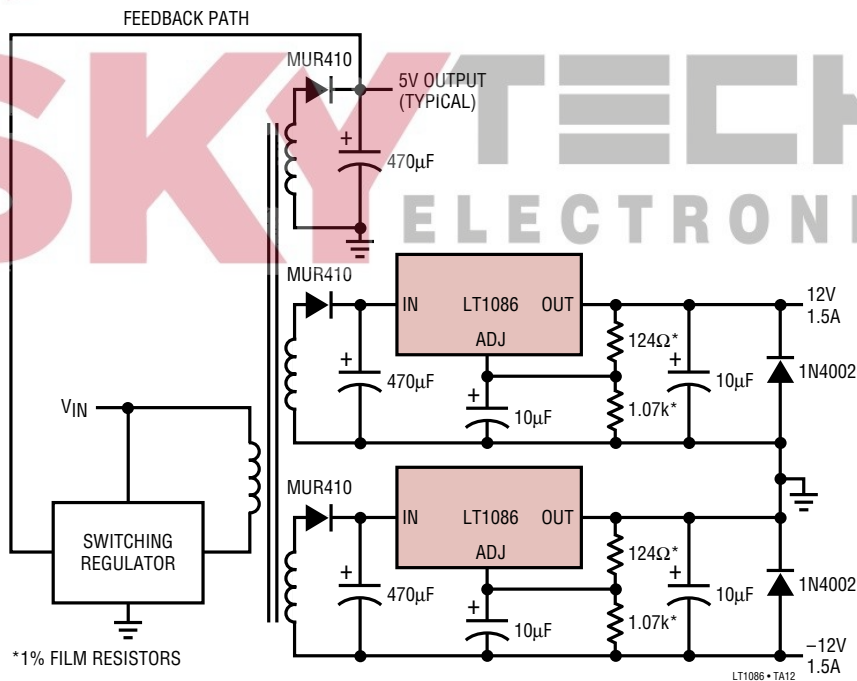 FEEDBACK PATH
MUR410
5V OUTPUT
(TYPICAL)
+
470µF
SKYTECH
ELECTRONI
MUR410
IN
LT1086
OUT
ADJ
12V
1.5A
+
470µF
124Ω*
+
10µF
1N4002
+
10µF
1.07k*
VIN
MUR410
IN
LT1086
OUT
ADJ
SWITCHING
REGULATOR
+
470µF
124Ω*
+
10µF
1N4002
+
10µF
1.07k*
*1% FILM RESISTORS
–12V
1.5A
LT1086 • TA12